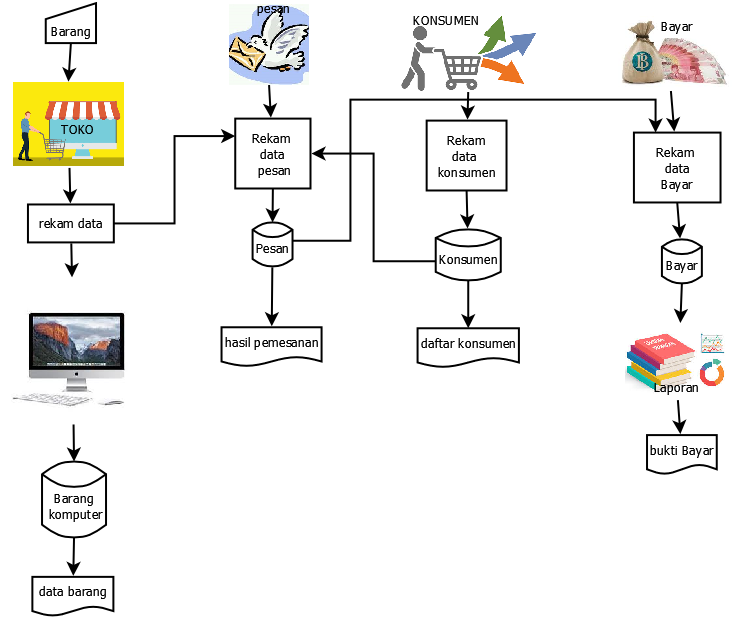 Barang
TOKO
rekam data
Barang
komputer
data barang
pesan
Rekam
data
pesan
Pesan
hasil pemesanan
KONSUMEN
Rekam
data
konsumen
Konsumen
daftar konsumen
Bayar
Rekam
data
Bayar
Bayar
Laporan
bukti Bayar